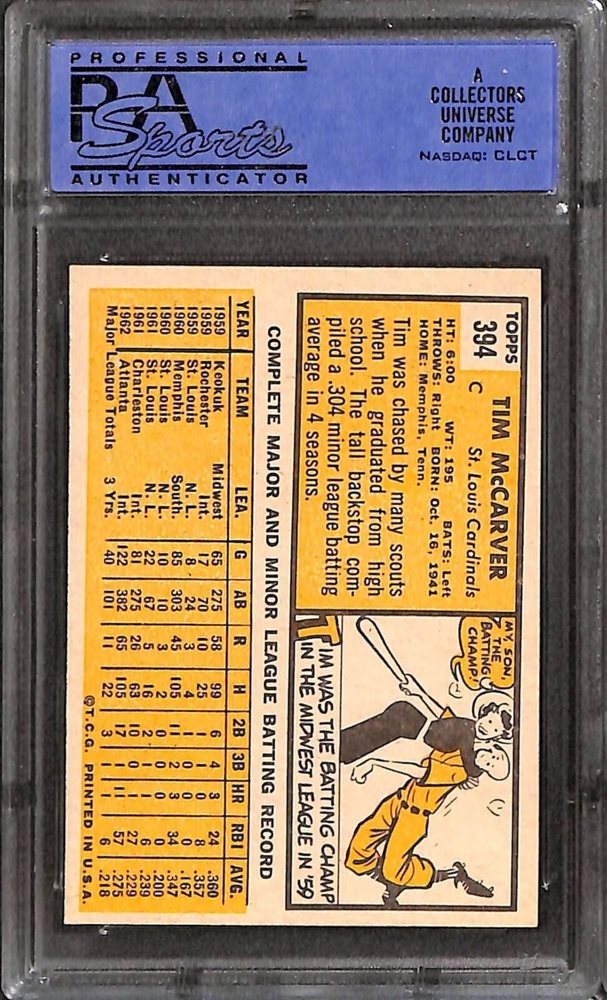 PROFESSIONAL
PSA
Sports
AUTHENTICATOR
A
COLLECTORS
UNIVERSE
COMPANY
NASDAQ: CLCT
TOPPS
394
TIM McCARVER
C St. Louis Cardinals
HT: 6:00 WT: 195 BATS: Left
THROWS: Right BORN: Oct. 16, 1941
HOME: Memphis, Tenn.
Tim was chased by many scouts
when he graduated from high
school. The tall backstop com-
piled a .304 minor league batting
average in 4 seasons.
MY SON,
THE
BATTING
CHAMP!
TIM WAS THE BATTING CHAMP
IN THE MIDWEST LEAGUE IN '59
COMPLETE MAJOR AND MINOR LEAGUE BATTING RECORD
YEAR TEAM LEA. G AB R H 2B 3B HR RBI AVG.
1959 Keokuk Midwest 65 275 58 99 6 4 3 24 .360
1959 Rochester Int. 17 70 10 25 8 .357
1959 St. Louis N. L. 8 24 3 4 1 0 0 0 .167
1960 Memphis South. 85 303 45 105 11 2 3 34 .347
1960 St. Louis N. L. 10 10 3 2 0 0 0 0 .200
1961 St. Louis N. L. 22 67 5 16 2 1 1 6 .239
1961 Charleston Int. 81 275 26 63 10 27 .229
1962 Atlanta Int. 122 382 65 105 17 1 11 57 .275
Major League Totals 3 Yrs. 40 101 11 22 3 1 1 6 .218
©T.C.G. PRINTED IN U.S.A.